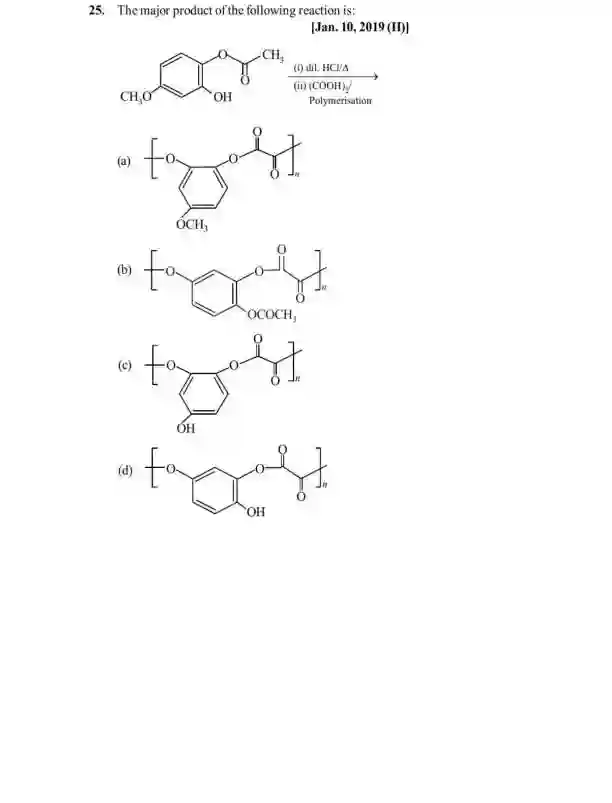 25. The major product of the following reaction is:
[Jan. 10, 2019 (II)]
O CH₃
O
CH₃O OH
(i) dil. HCl/Δ
(ii) (COOH)₂/
Polymerisation
(a) O O O O n
OCH₃
(b) O O O O n
OCOCH₃
(c) O O O O n
OH
(d) O O O O n
OH